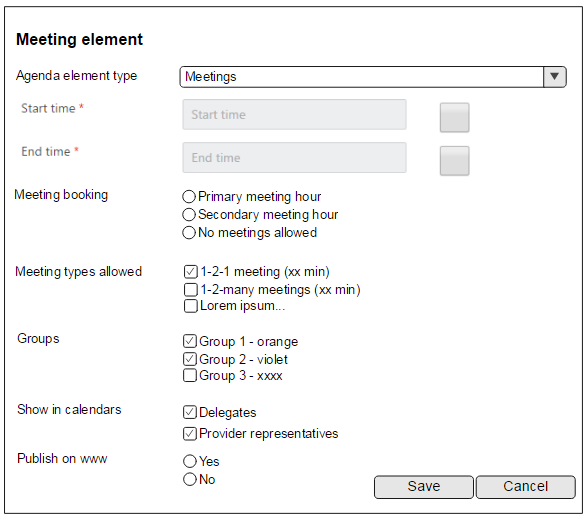 Meeting element
Agenda element type Meetings
Start time * Start time
End time * End time
Meeting booking Primary meeting hour
Secondary meeting hour
No meetings allowed
Meeting types allowed 1-2-1 meeting (xx min)
1-2-many meetings (xx min)
Lorem ipsum...
Groups Group 1 - orange
Group 2 - violet
Group 3 - xxxx
Show in calendars Delegates
Provider representatives
Publish on www Yes
No
Save Cancel